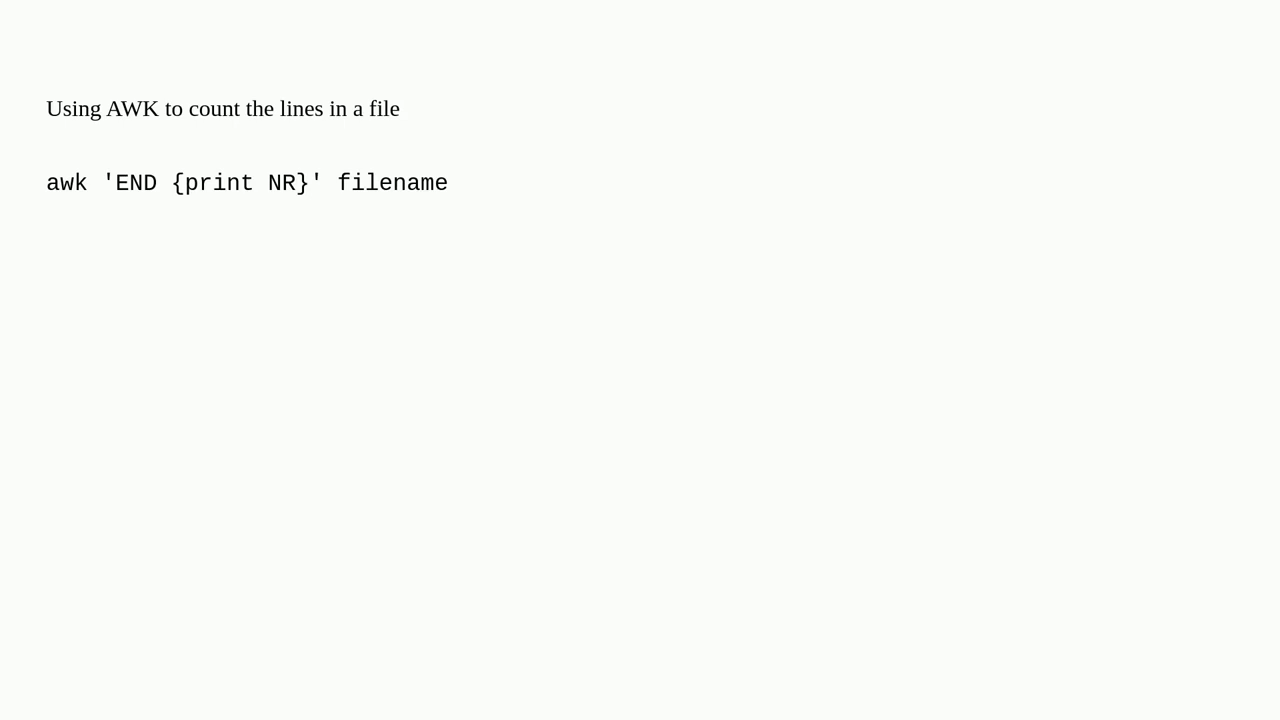 Using AWK to count the lines in a file
awk 'END {print NR}' filename